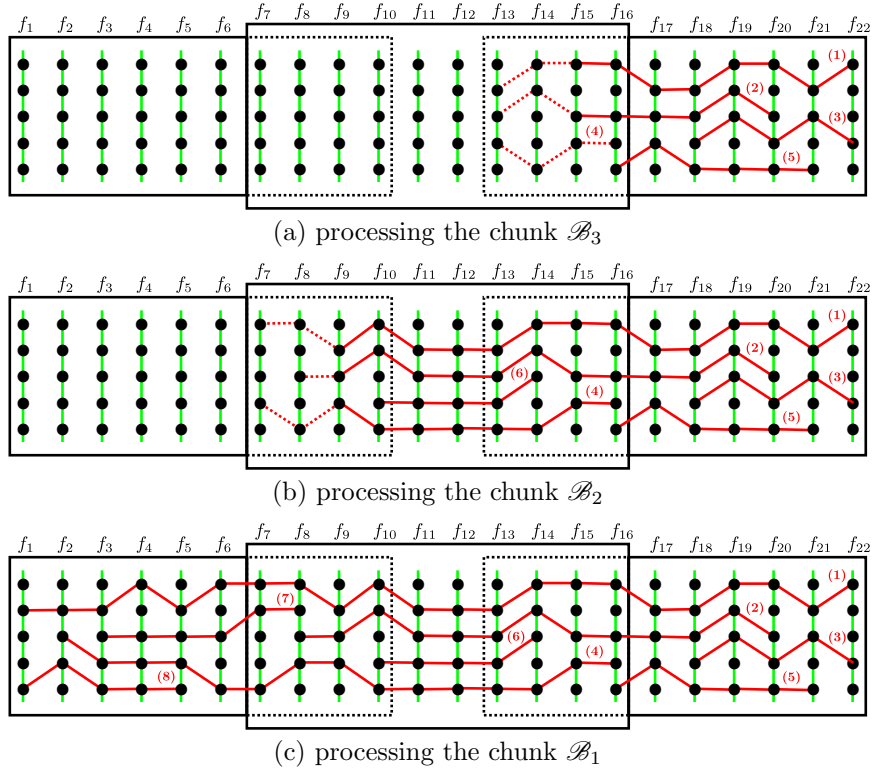 f₁ f₂ f₃ f₄ f₅ f₆ f₇ f₈ f₉ f₁₀ f₁₁ f₁₂ f₁₃ f₁₄ f₁₅ f₁₆ f₁₇ f₁₈ f₁₉ f₂₀ f₂₁ f₂₂
(1)
(2)
(3)
(4)
(5)
(a) processing the chunk ℬ₃
f₁ f₂ f₃ f₄ f₅ f₆ f₇ f₈ f₉ f₁₀ f₁₁ f₁₂ f₁₃ f₁₄ f₁₅ f₁₆ f₁₇ f₁₈ f₁₉ f₂₀ f₂₁ f₂₂
(1)
(2)
(6) (3)
(4)
(5)
(b) processing the chunk ℬ₂
f₁ f₂ f₃ f₄ f₅ f₆ f₇ f₈ f₉ f₁₀ f₁₁ f₁₂ f₁₃ f₁₄ f₁₅ f₁₆ f₁₇ f₁₈ f₁₉ f₂₀ f₂₁ f₂₂
(1)
(7) (2)
(6) (3)
(4)
(8) (5)
(c) processing the chunk ℬ₁